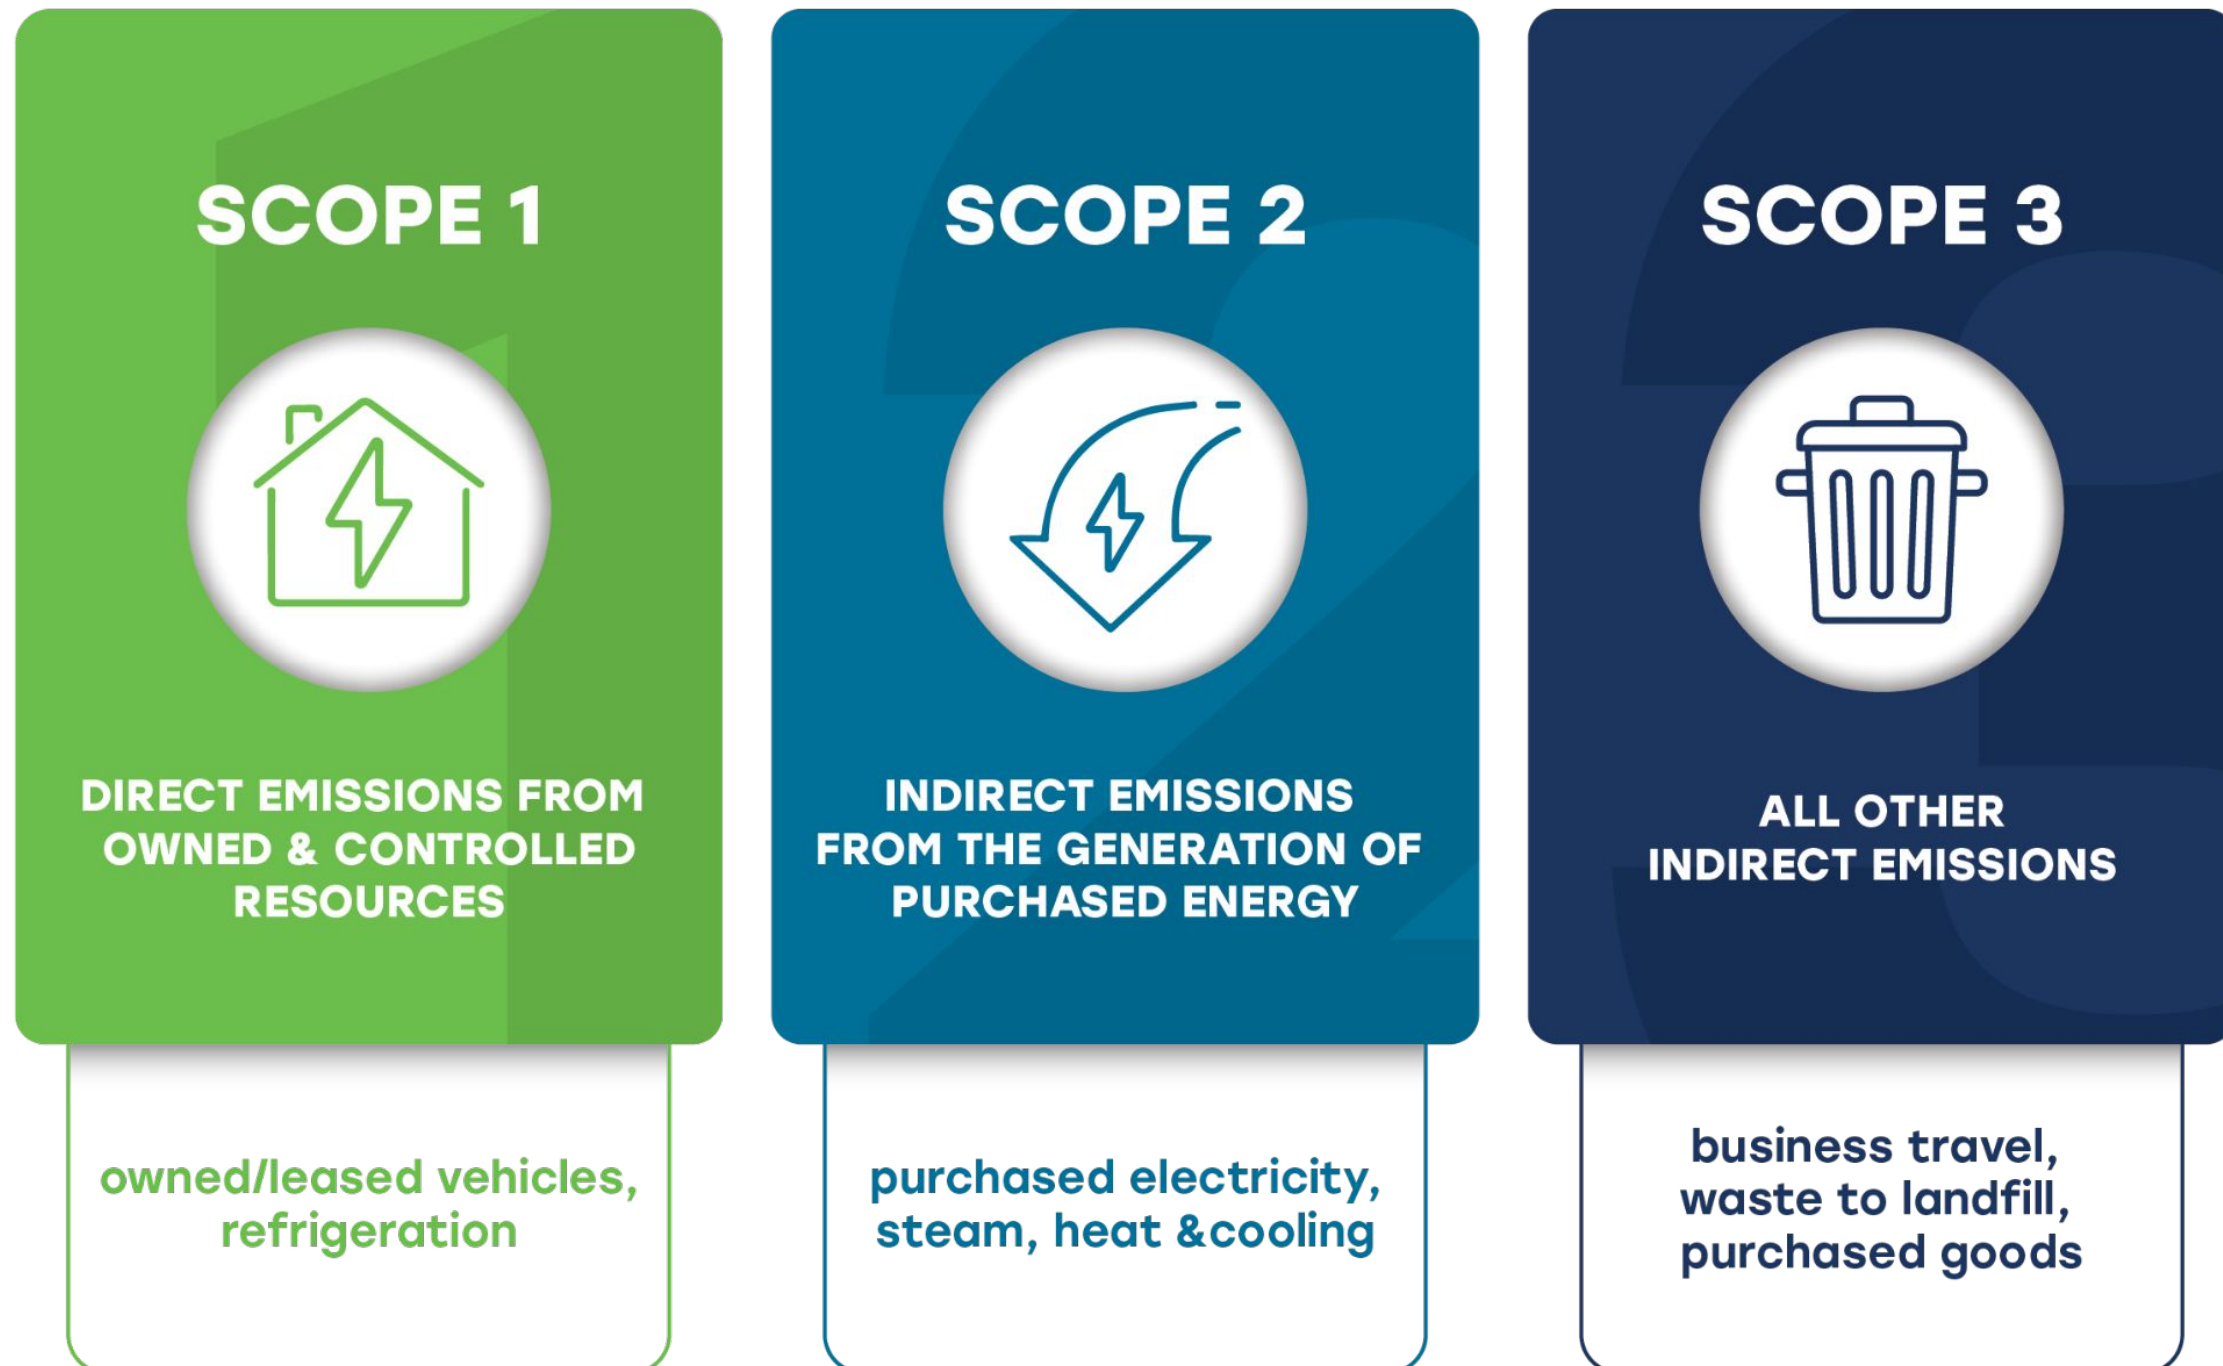 SCOPE 1
DIRECT EMISSIONS FROM
OWNED & CONTROLLED
RESOURCES
owned/leased vehicles,
refrigeration
SCOPE 2
INDIRECT EMISSIONS
FROM THE GENERATION OF
PURCHASED ENERGY
purchased electricity,
steam, heat &cooling
SCOPE 3
ALL OTHER
INDIRECT EMISSIONS
business travel,
waste to landfill,
purchased goods